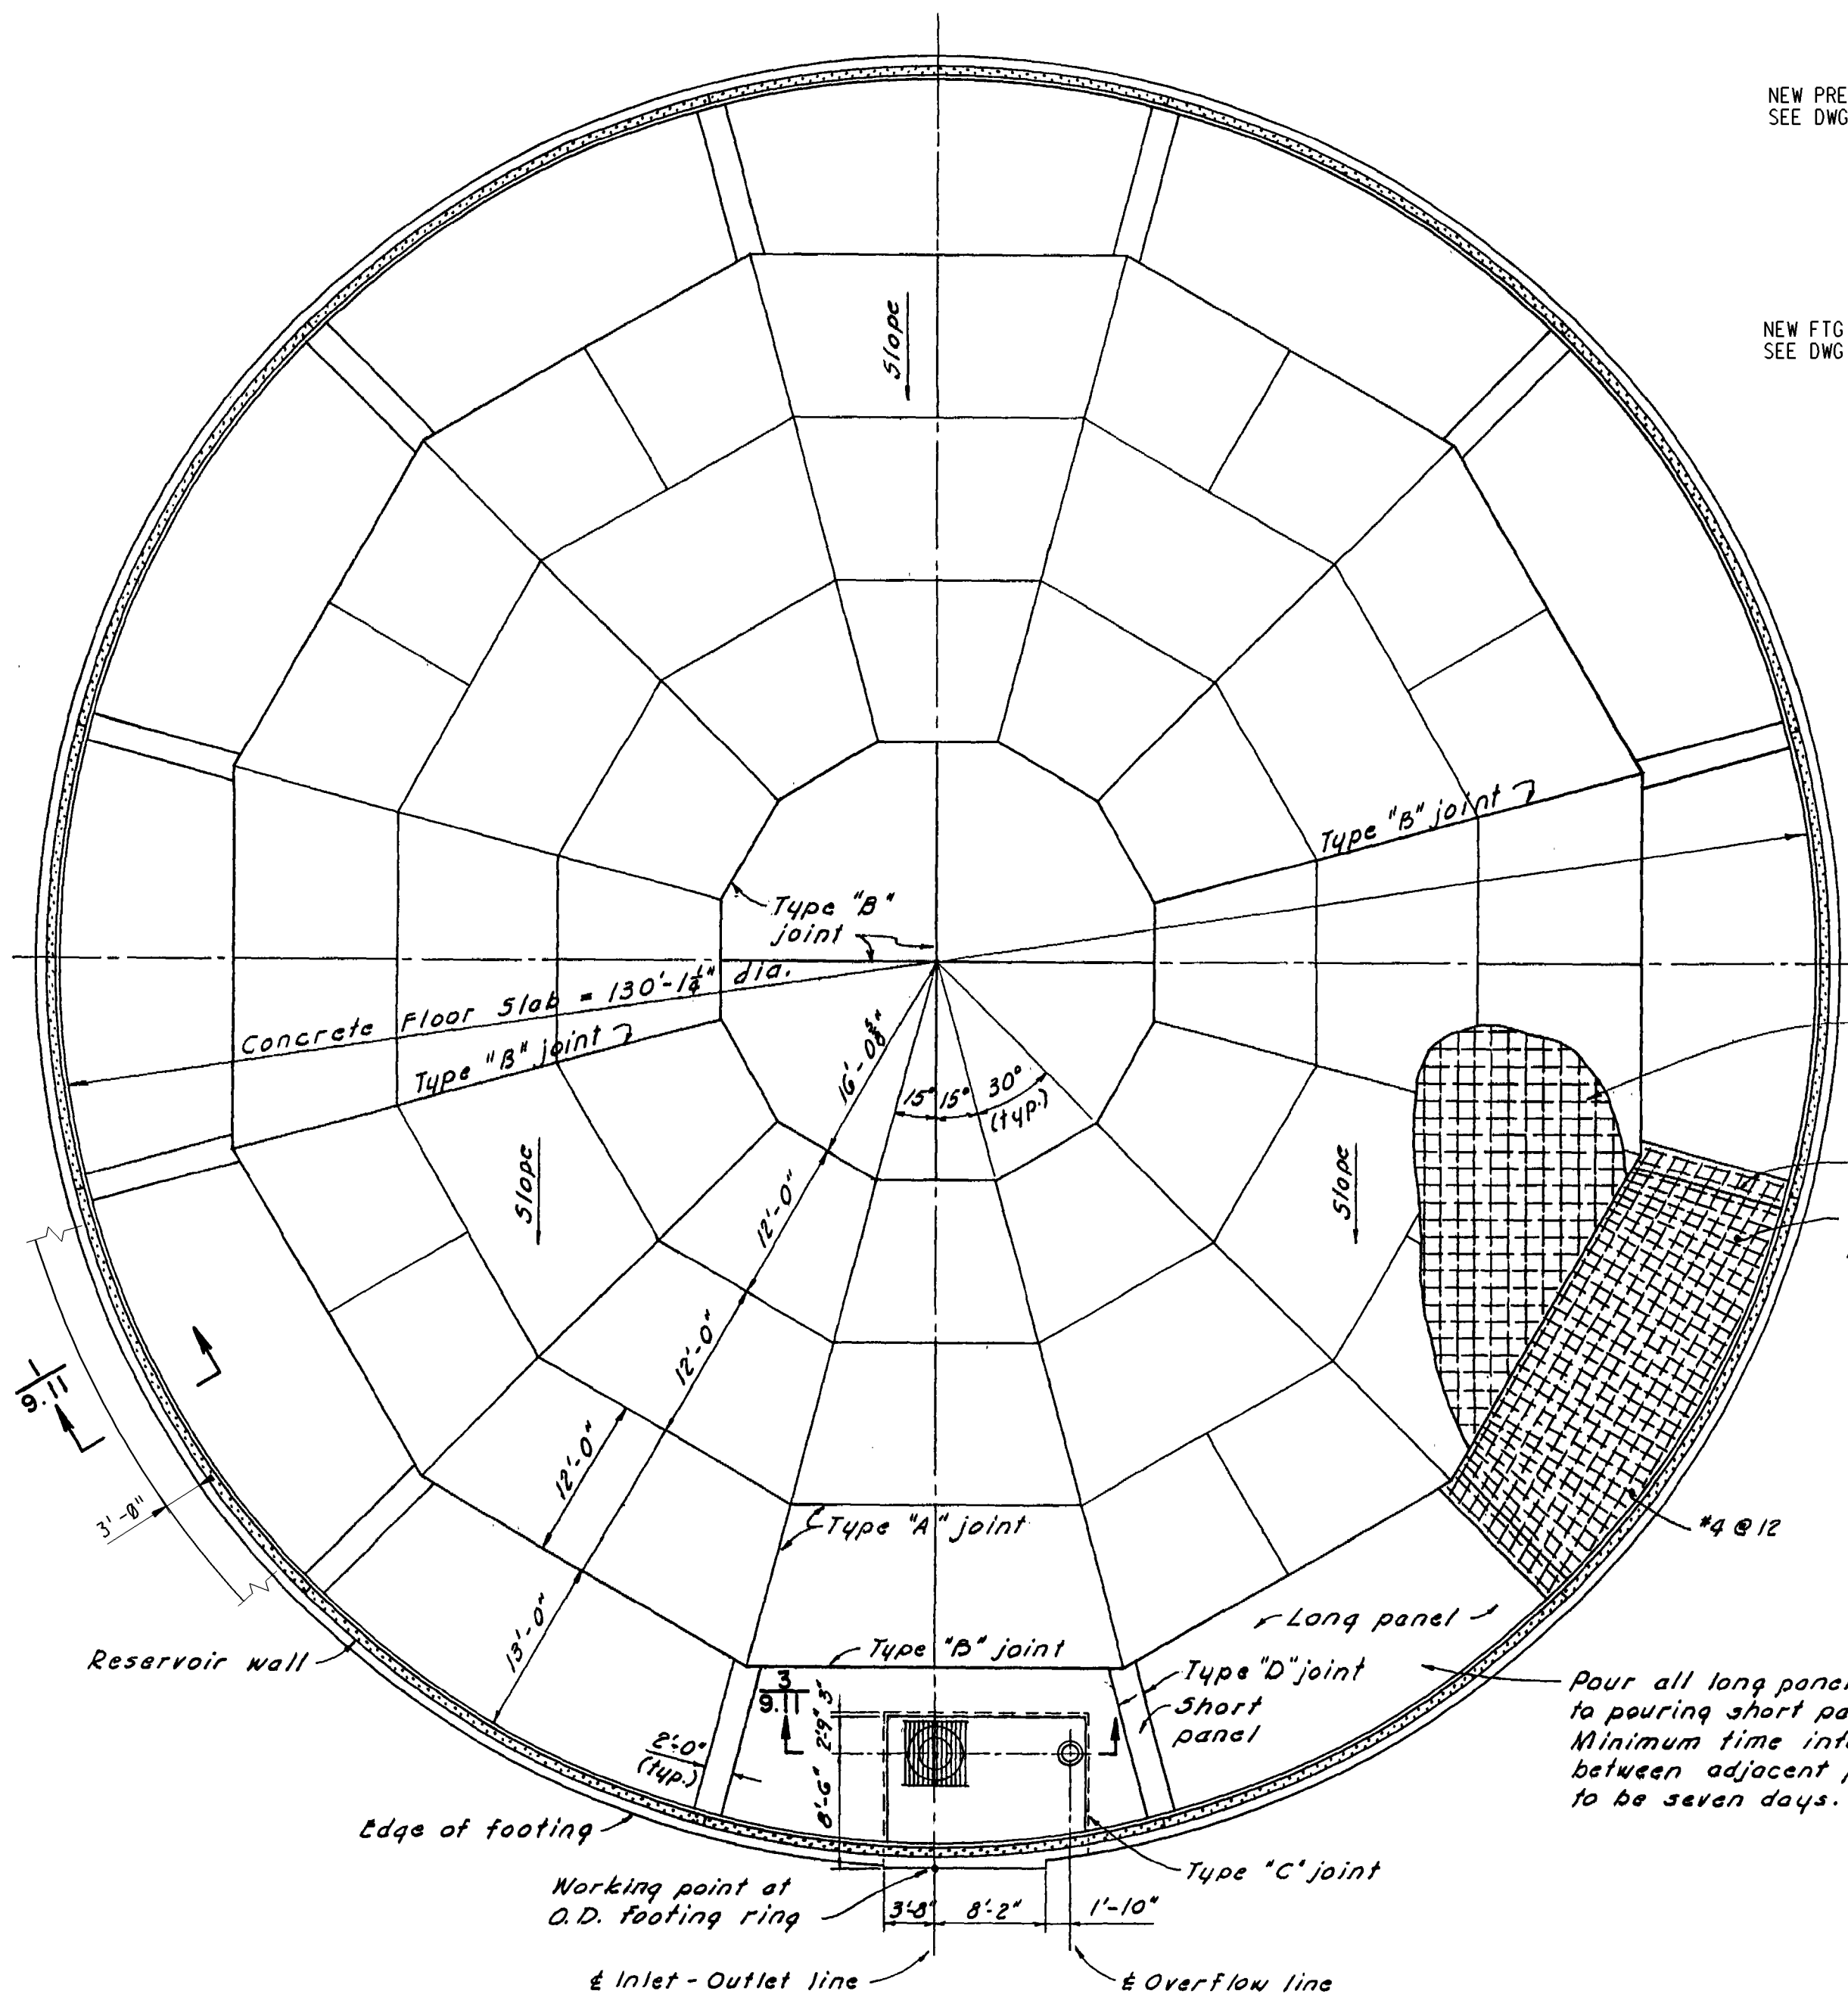 NEW PRE
SEE DWG
NEW FTG
SEE DWG
Slope
Type "B" joint
Type "B"
joint
Concrete Floor Slab = 130'-1¼" dia.
Type "B" joint
16'-0⅝"
15° 15° 30°
(typ.)
Slope
Slope
12'-0"
12'-0"
12'-0"
1
9.11
3'-0"
#4 @ 12
Type "A" joint
13'-0"
Long panel
Reservoir wall
Type "B" joint
Type "D" joint
Short
panel
3
9.11
3"
2'-9"
8'-6"
2'-0"
(typ.)
Pour all long panel
to pouring short pa
Minimum time inte
between adjacent p
to be seven days.
Edge of footing
Type "C" joint
Working point at
O.D. footing ring
3'-8" 8'-2" 1'-10"
℄ Inlet - Outlet line
℄ Overflow line